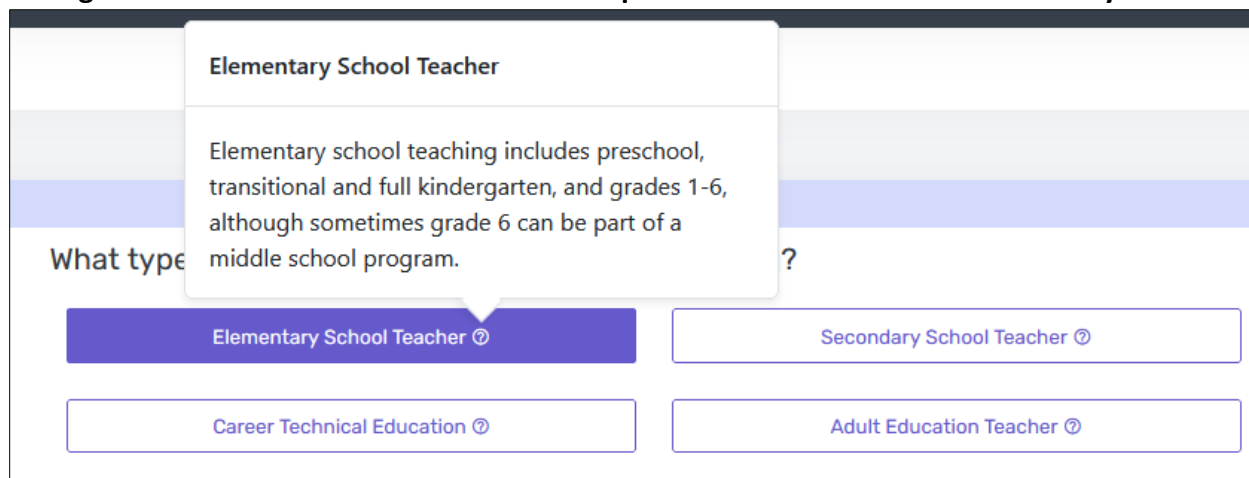 Elementary School Teacher
Elementary school teaching includes preschool,
transitional and full kindergarten, and grades 1-6,
although sometimes grade 6 can be part of a
middle school program.
What type ?
Elementary School Teacher
Secondary School Teacher
Career Technical Education
Adult Education Teacher